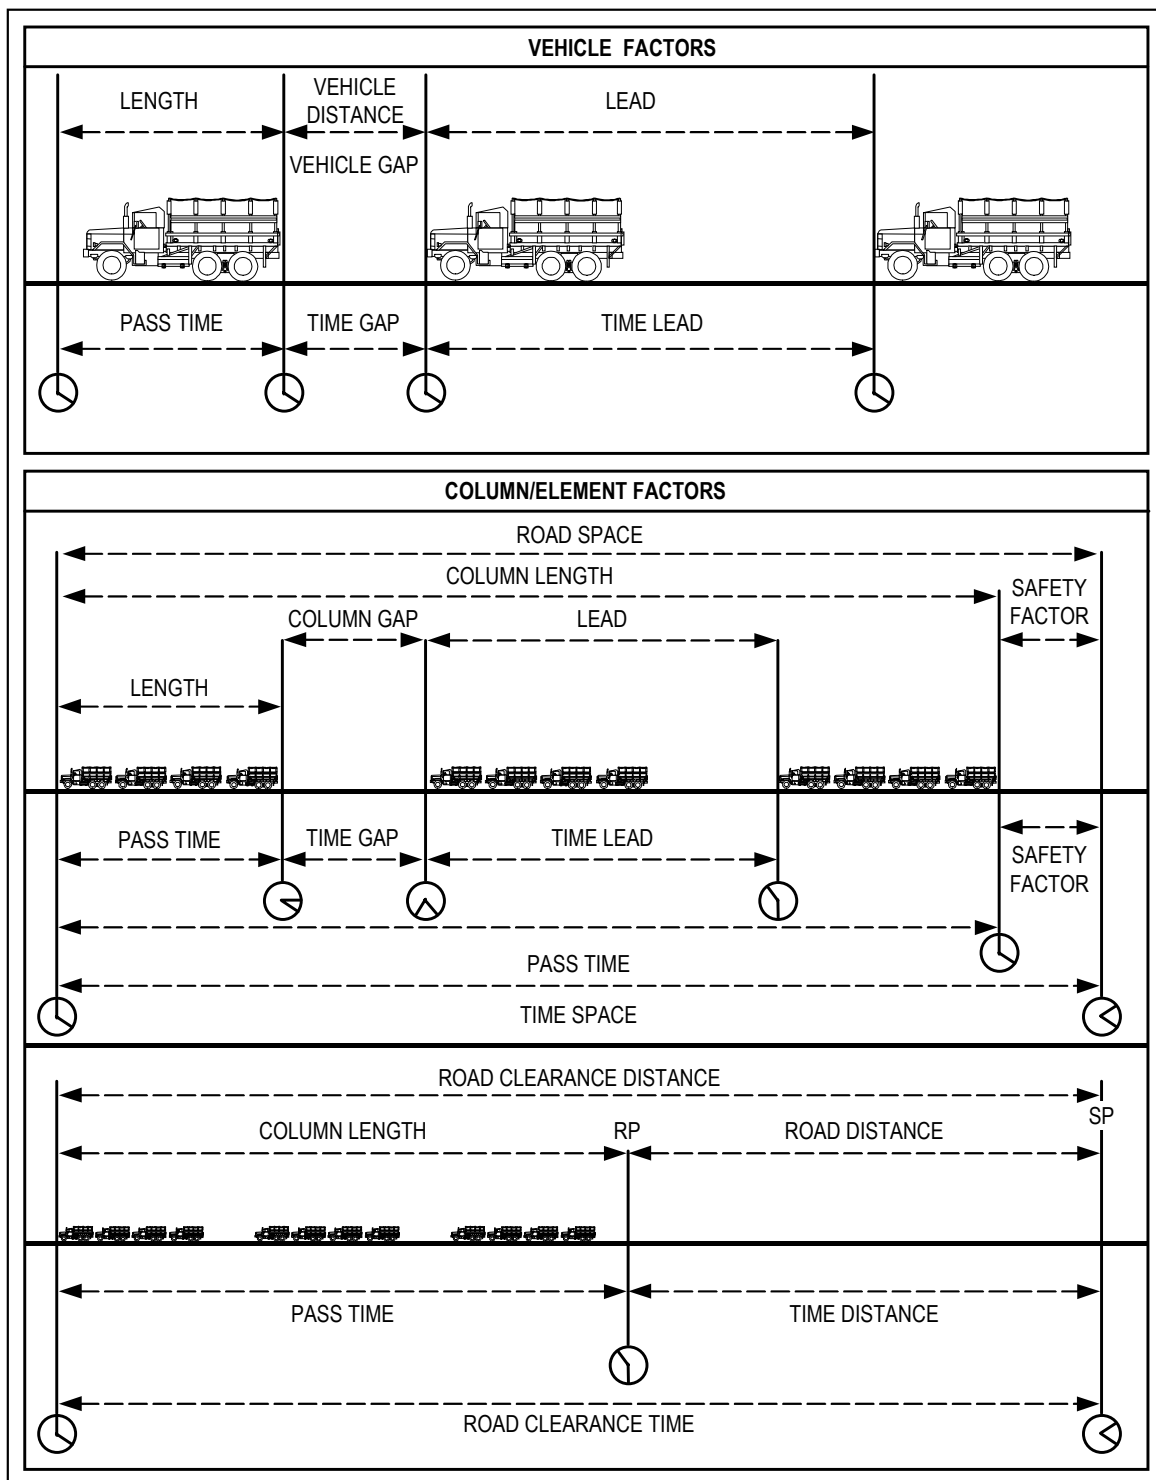 VEHICLE FACTORS
LENGTH
VEHICLE
DISTANCE
LEAD
VEHICLE GAP
PASS TIME
TIME GAP
TIME LEAD
COLUMN/ELEMENT FACTORS
ROAD SPACE
COLUMN LENGTH
SAFETY
FACTOR
COLUMN GAP
LEAD
LENGTH
PASS TIME
TIME GAP
TIME LEAD
SAFETY
FACTOR
PASS TIME
TIME SPACE
ROAD CLEARANCE DISTANCE
SP
COLUMN LENGTH
RP
ROAD DISTANCE
PASS TIME
TIME DISTANCE
ROAD CLEARANCE TIME